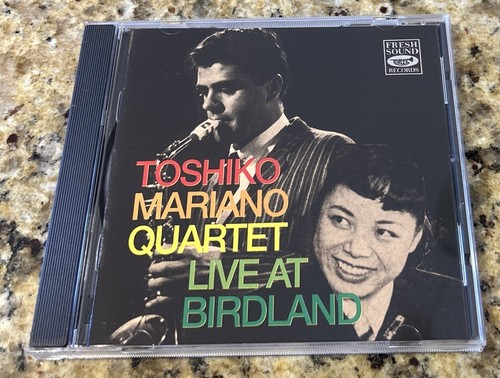 FRESH
SOUND
RECORDS
TOSHIKO
MARIANO
QUARTET
LIVE AT
BIRDLAND